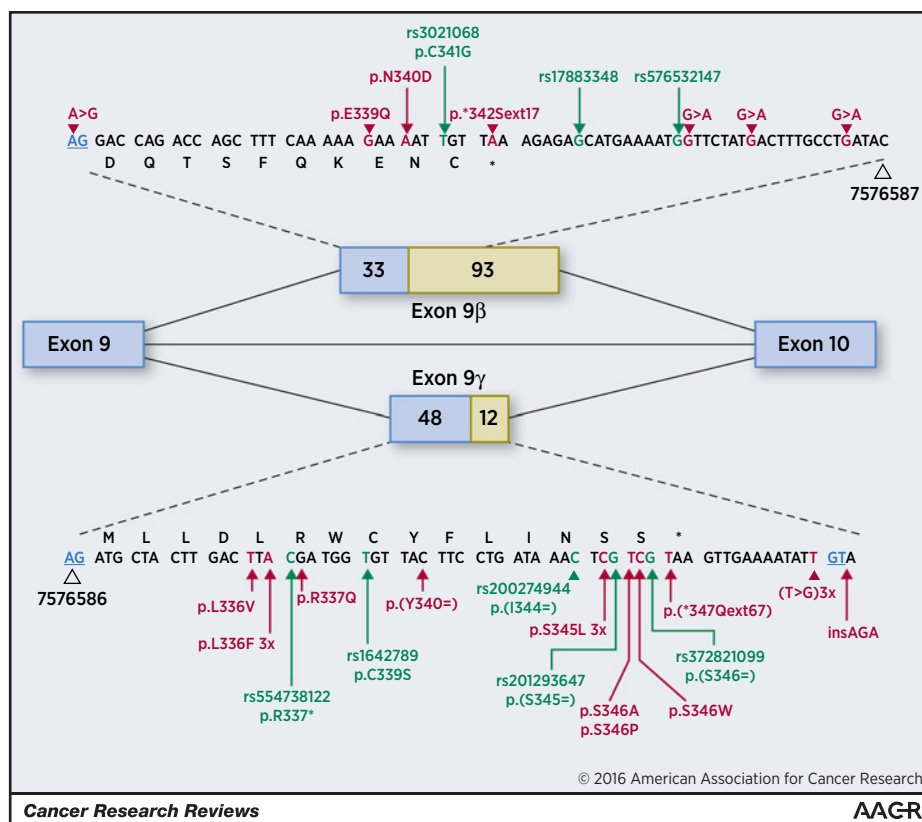 rs3021068
p.C341G
p.N340D rs17883348 rs576532147
A>G p.E339Q p.*342Sext17 G>A G>A G>A
AG GAC CAG ACC AGC TTT CAA AAA GAA AAT TGT TAA AGAGAGCATGAAAATGGTTCTATGACTTTGCCTGATAC
D Q T S F Q K E N C *
7576587
33 93
Exon 9β
Exon 9 Exon 10
Exon 9γ
48 12
M L L D L R W C Y F L I N S S *
AG ATG CTA CTT GAC TTA CGA TGG TGT TAC TTC CTG ATA AAC TCG TCG TAA GTTGAAAATATT GTA
7576586
p.L336V p.R337Q p.(Y340=) rs200274944 p.(*347Qext67) (T>G)3x
p.(I344=)
p.L336F 3x p.S345L 3x insAGA
rs1642789 rs372821099
p.C339S p.(S346=)
rs554738122 rs201293647
p.R337* p.(S345=)
p.S346A p.S346W
p.S346P
© 2016 American Association for Cancer Research
Cancer Research Reviews AACR